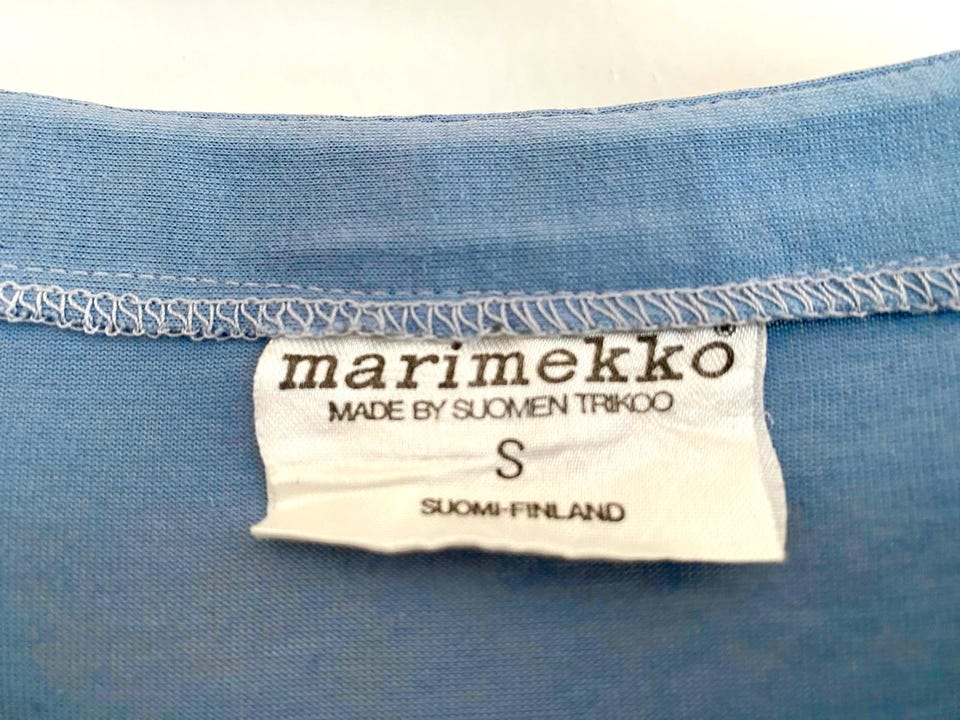 marimekko®
MADE BY SUOMEN TRIKOO
S
SUOMI-FINLAND